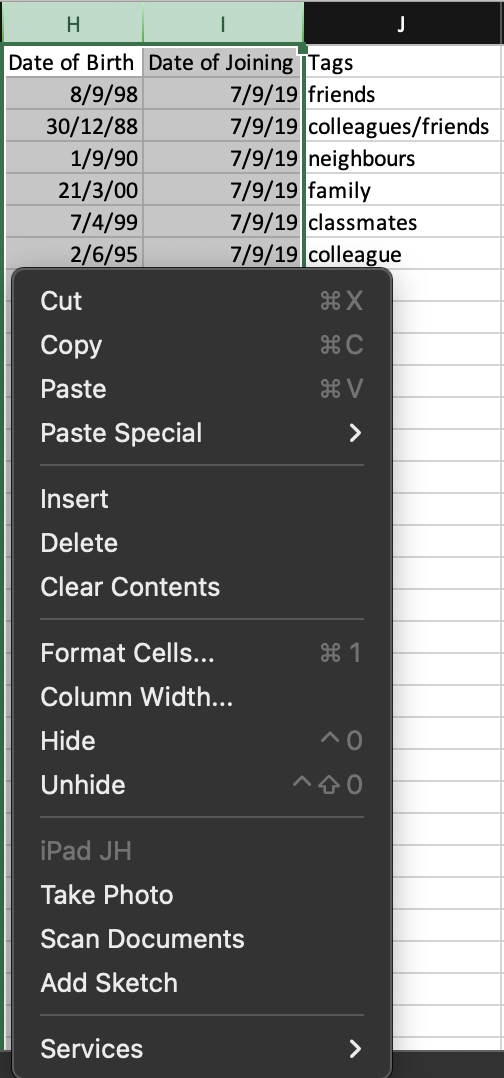 H I J
Date of Birth Date of Joining Tags
8/9/98 7/9/19 friends
30/12/88 7/9/19 colleagues/friends
1/9/90 7/9/19 neighbours
21/3/00 7/9/19 family
7/4/99 7/9/19 classmates
2/6/95 7/9/19 colleague
Cut ⌘X
Copy ⌘C
Paste ⌘V
Paste Special
Insert
Delete
Clear Contents
Format Cells... ⌘1
Column Width...
Hide ^0
Unhide ^⇧0
iPad JH
Take Photo
Scan Documents
Add Sketch
Services